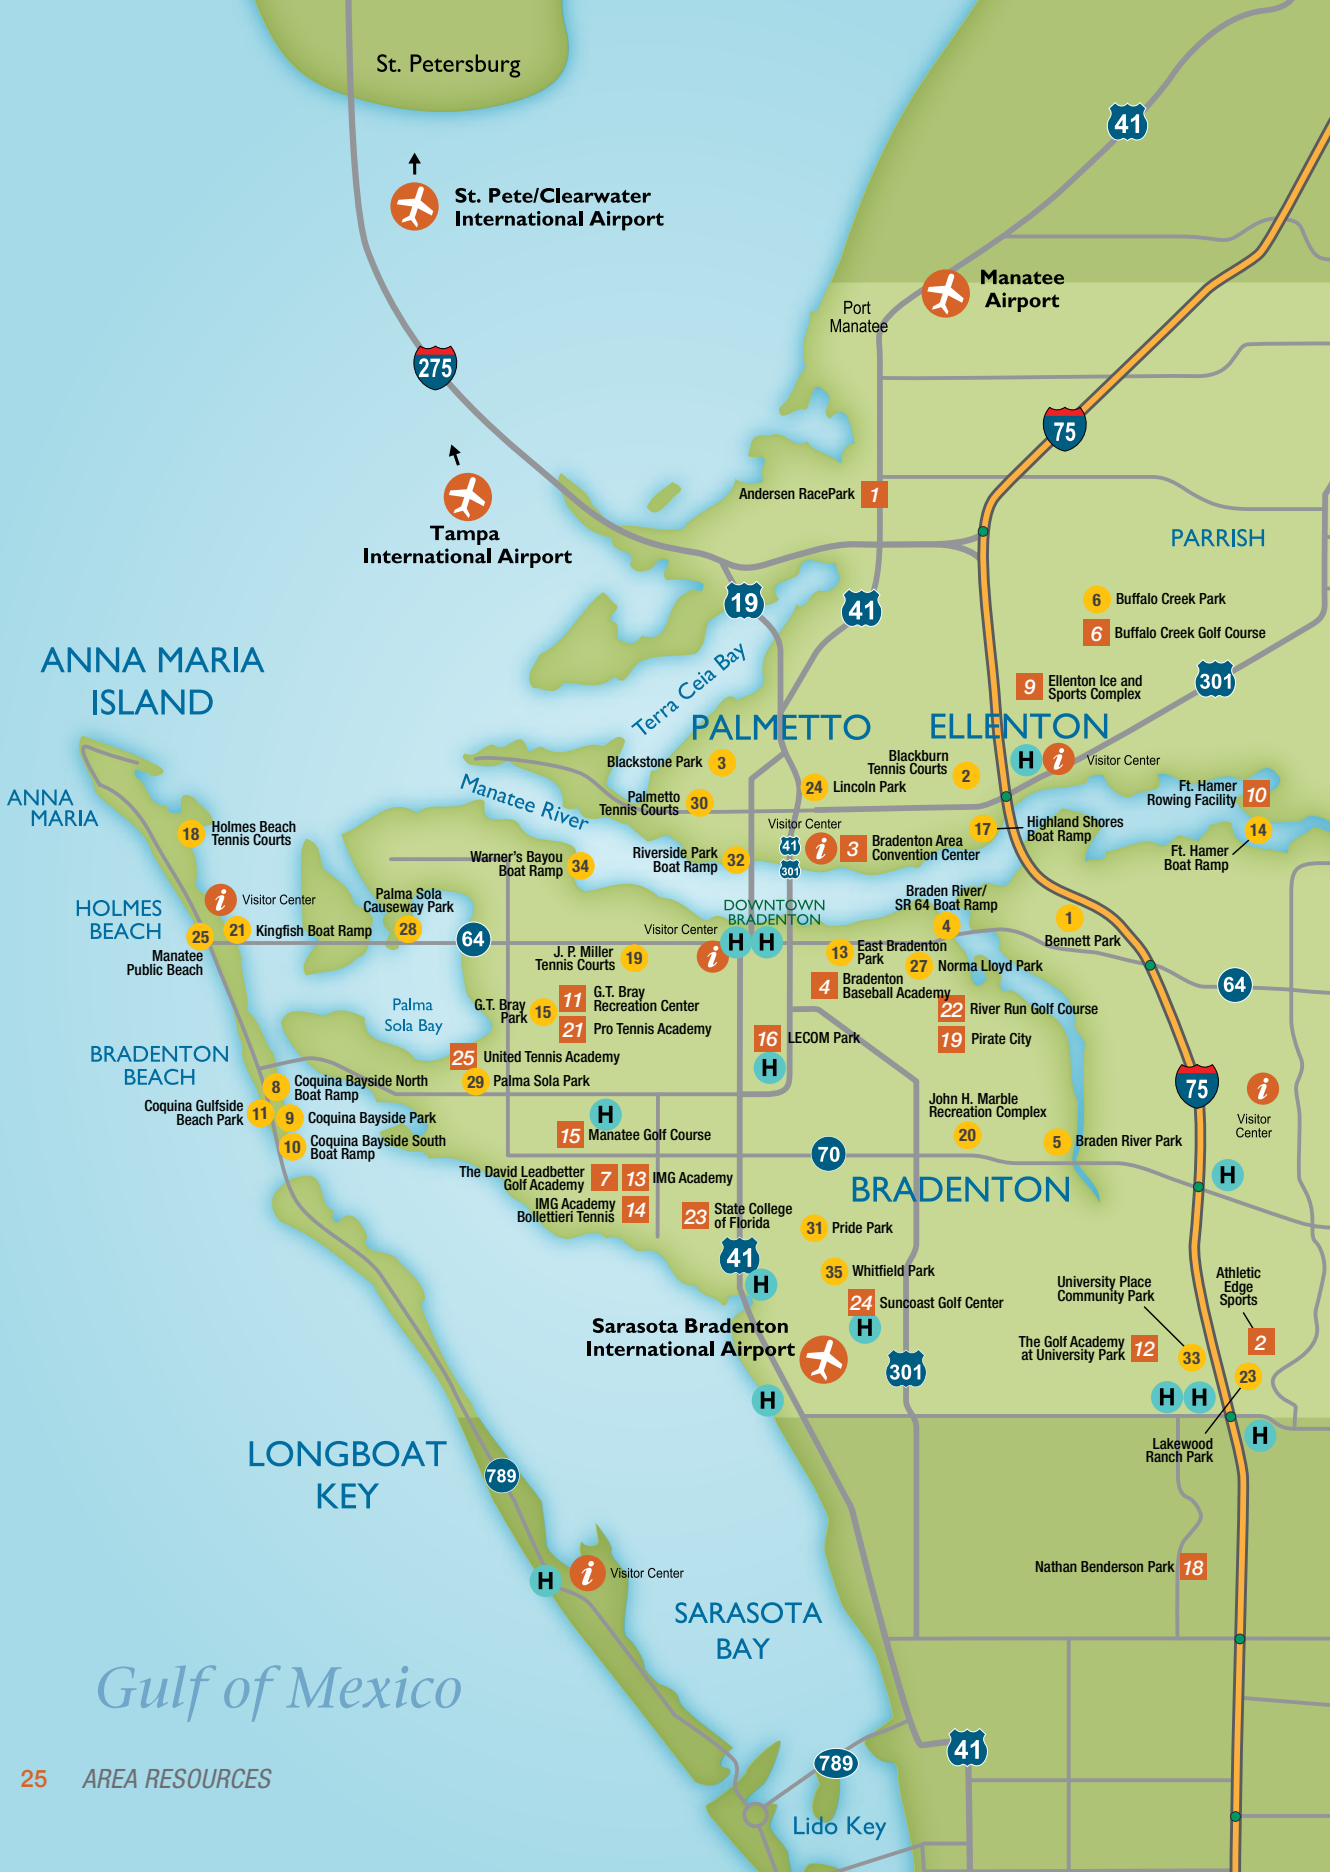 St. Petersburg
41
St. Pete/Clearwater
International Airport
Manatee
Airport
Port
Manatee
275
75
Andersen RacePark 1
Tampa
International Airport
PARRISH
19
41
6 Buffalo Creek Park
6 Buffalo Creek Golf Course
ANNA MARIA
ISLAND
Terra Ceia Bay
9 Ellenton Ice and
Sports Complex
301
PALMETTO
ELLENTON
Blackstone Park 3
Blackburn
Tennis Courts 2
H i Visitor Center
Manatee River
24 Lincoln Park
Palmetto
Tennis Courts 30
Ft. Hamer
Rowing Facility 10
ANNA
MARIA
18 Holmes Beach
Tennis Courts
Visitor Center
41
301
i
3 Bradenton Area
Convention Center
17 Highland Shores
Boat Ramp
14
Ft. Hamer
Boat Ramp
Warner's Bayou
Boat Ramp 34
Riverside Park
Boat Ramp 32
i Visitor Center
Palma Sola
Causeway Park
28
Braden River/
SR 64 Boat Ramp
4
HOLMES
BEACH
DOWNTOWN
BRADENTON
1
Bennett Park
25
Manatee
Public Beach
21 Kingfish Boat Ramp
64
Visitor Center
i
H H
J. P. Miller
Tennis Courts 19
13 East Bradenton
Park
27 Norma Lloyd Park
64
4 Bradenton
Baseball Academy
Palma
Sola Bay
G.T. Bray
Park 15
11 G.T. Bray
Recreation Center
21 Pro Tennis Academy
22 River Run Golf Course
16 LECOM Park
19 Pirate City
H
BRADENTON
BEACH
25 United Tennis Academy
29 Palma Sola Park
8 Coquina Bayside North
Boat Ramp
Coquina Gulfside
Beach Park 11
9 Coquina Bayside Park
10 Coquina Bayside South
Boat Ramp
75
i
Visitor
Center
H
15 Manatee Golf Course
John H. Marble
Recreation Complex
20
5 Braden River Park
70
H
The David Leadbetter
Golf Academy 7
13 IMG Academy
BRADENTON
IMG Academy
Bollettieri Tennis 14
23 State College
of Florida
31 Pride Park
41
H
35 Whitfield Park
24 Suncoast Golf Center
H
University Place
Community Park
Athletic
Edge
Sports
2
Sarasota Bradenton
International Airport
301
The Golf Academy
at University Park 12
33
23
H
H H
H
Lakewood
Ranch Park
LONGBOAT
KEY
789
Nathan Benderson Park 18
H
i Visitor Center
SARASOTA
BAY
Gulf of Mexico
41
789
Lido Key
25 AREA RESOURCES